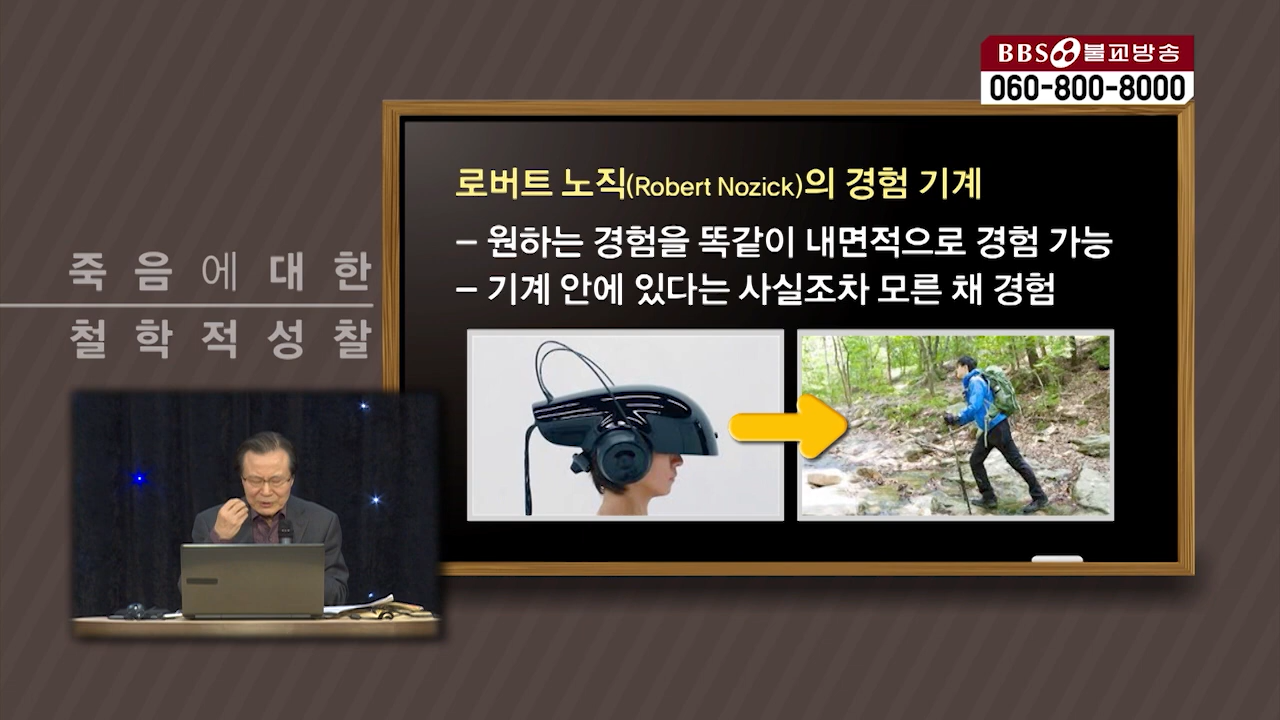 BBS 불교방송
060-800-8000
로버트 노직(Robert Nozick)의 경험 기계
– 원하는 경험을 똑같이 내면적으로 경험 가능
– 기계 안에 있다는 사실조차 모른 채 경험
죽음에대한
철학적성찰